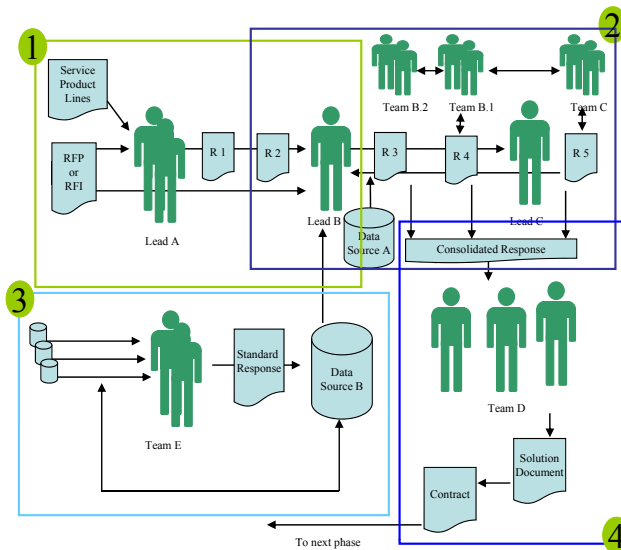 1
2
Service
Product
Lines
Team B.2
Team B.1
Team C
RFP
or
RFI
R 1
R 2
R 3
R 4
R 5
Lead A
Lead B
Lead C
Data
Source A
Consolidated Response
3
Standard
Response
Data
Source B
Team E
Team D
Solution
Document
Contract
To next phase
4